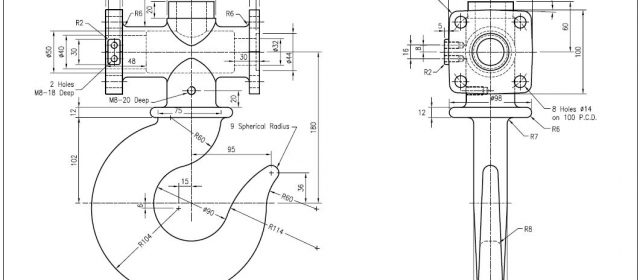 20
R2
R6
R6
ø50
ø40
30
48
30
ø32
ø44
2 Holes
M8-18 Deep
M8-20 Deep
20
12
75
R60
9 Spherical Radius
180
102
95
15
36
6
ø90
R60
R104
R114
60
5
16
8
100
R2
ø98
12
8 Holes ø14
on 100 P.C.D.
R6
R7
R8